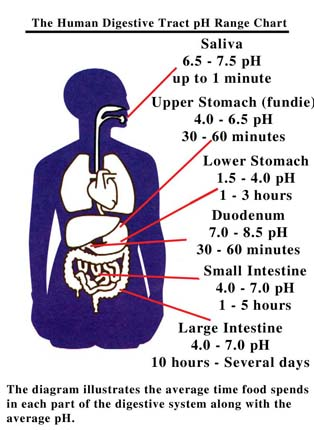 The Human Digestive Tract pH Range Chart
Saliva
6.5 - 7.5 pH
up to 1 minute
Upper Stomach (fundie)
4.0 - 6.5 pH
30 - 60 minutes
Lower Stomach
1.5 - 4.0 pH
1 - 3 hours
Duodenum
7.0 - 8.5 pH
30 - 60 minutes
Small Intestine
4.0 - 7.0 pH
1 - 5 hours
Large Intestine
4.0 - 7.0 pH
10 hours - Several days
The diagram illustrates the average time food spends
in each part of the digestive system along with the
average pH.